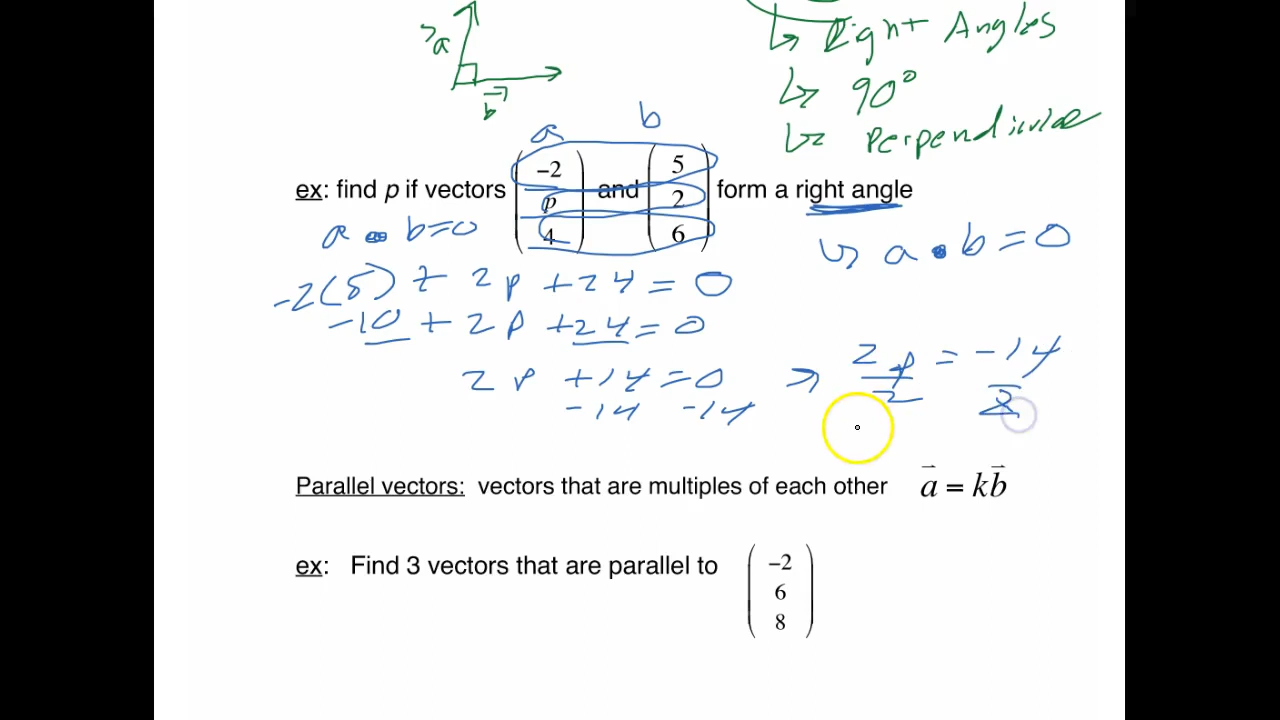 a
b
↳ Right Angles
↳ 90°
↳ Perpendicular
a b
ex: find p if vectors (-2 p 4) and (5 2 6) form a right angle
a • b = 0
↳ a • b = 0
-2(5) + 2p + 24 = 0
-10 + 2p + 24 = 0
2p + 14 = 0 → 2p = -14
-14 -14 2 2
Parallel vectors: vectors that are multiples of each other a = kb
ex: Find 3 vectors that are parallel to (-2 6 8)